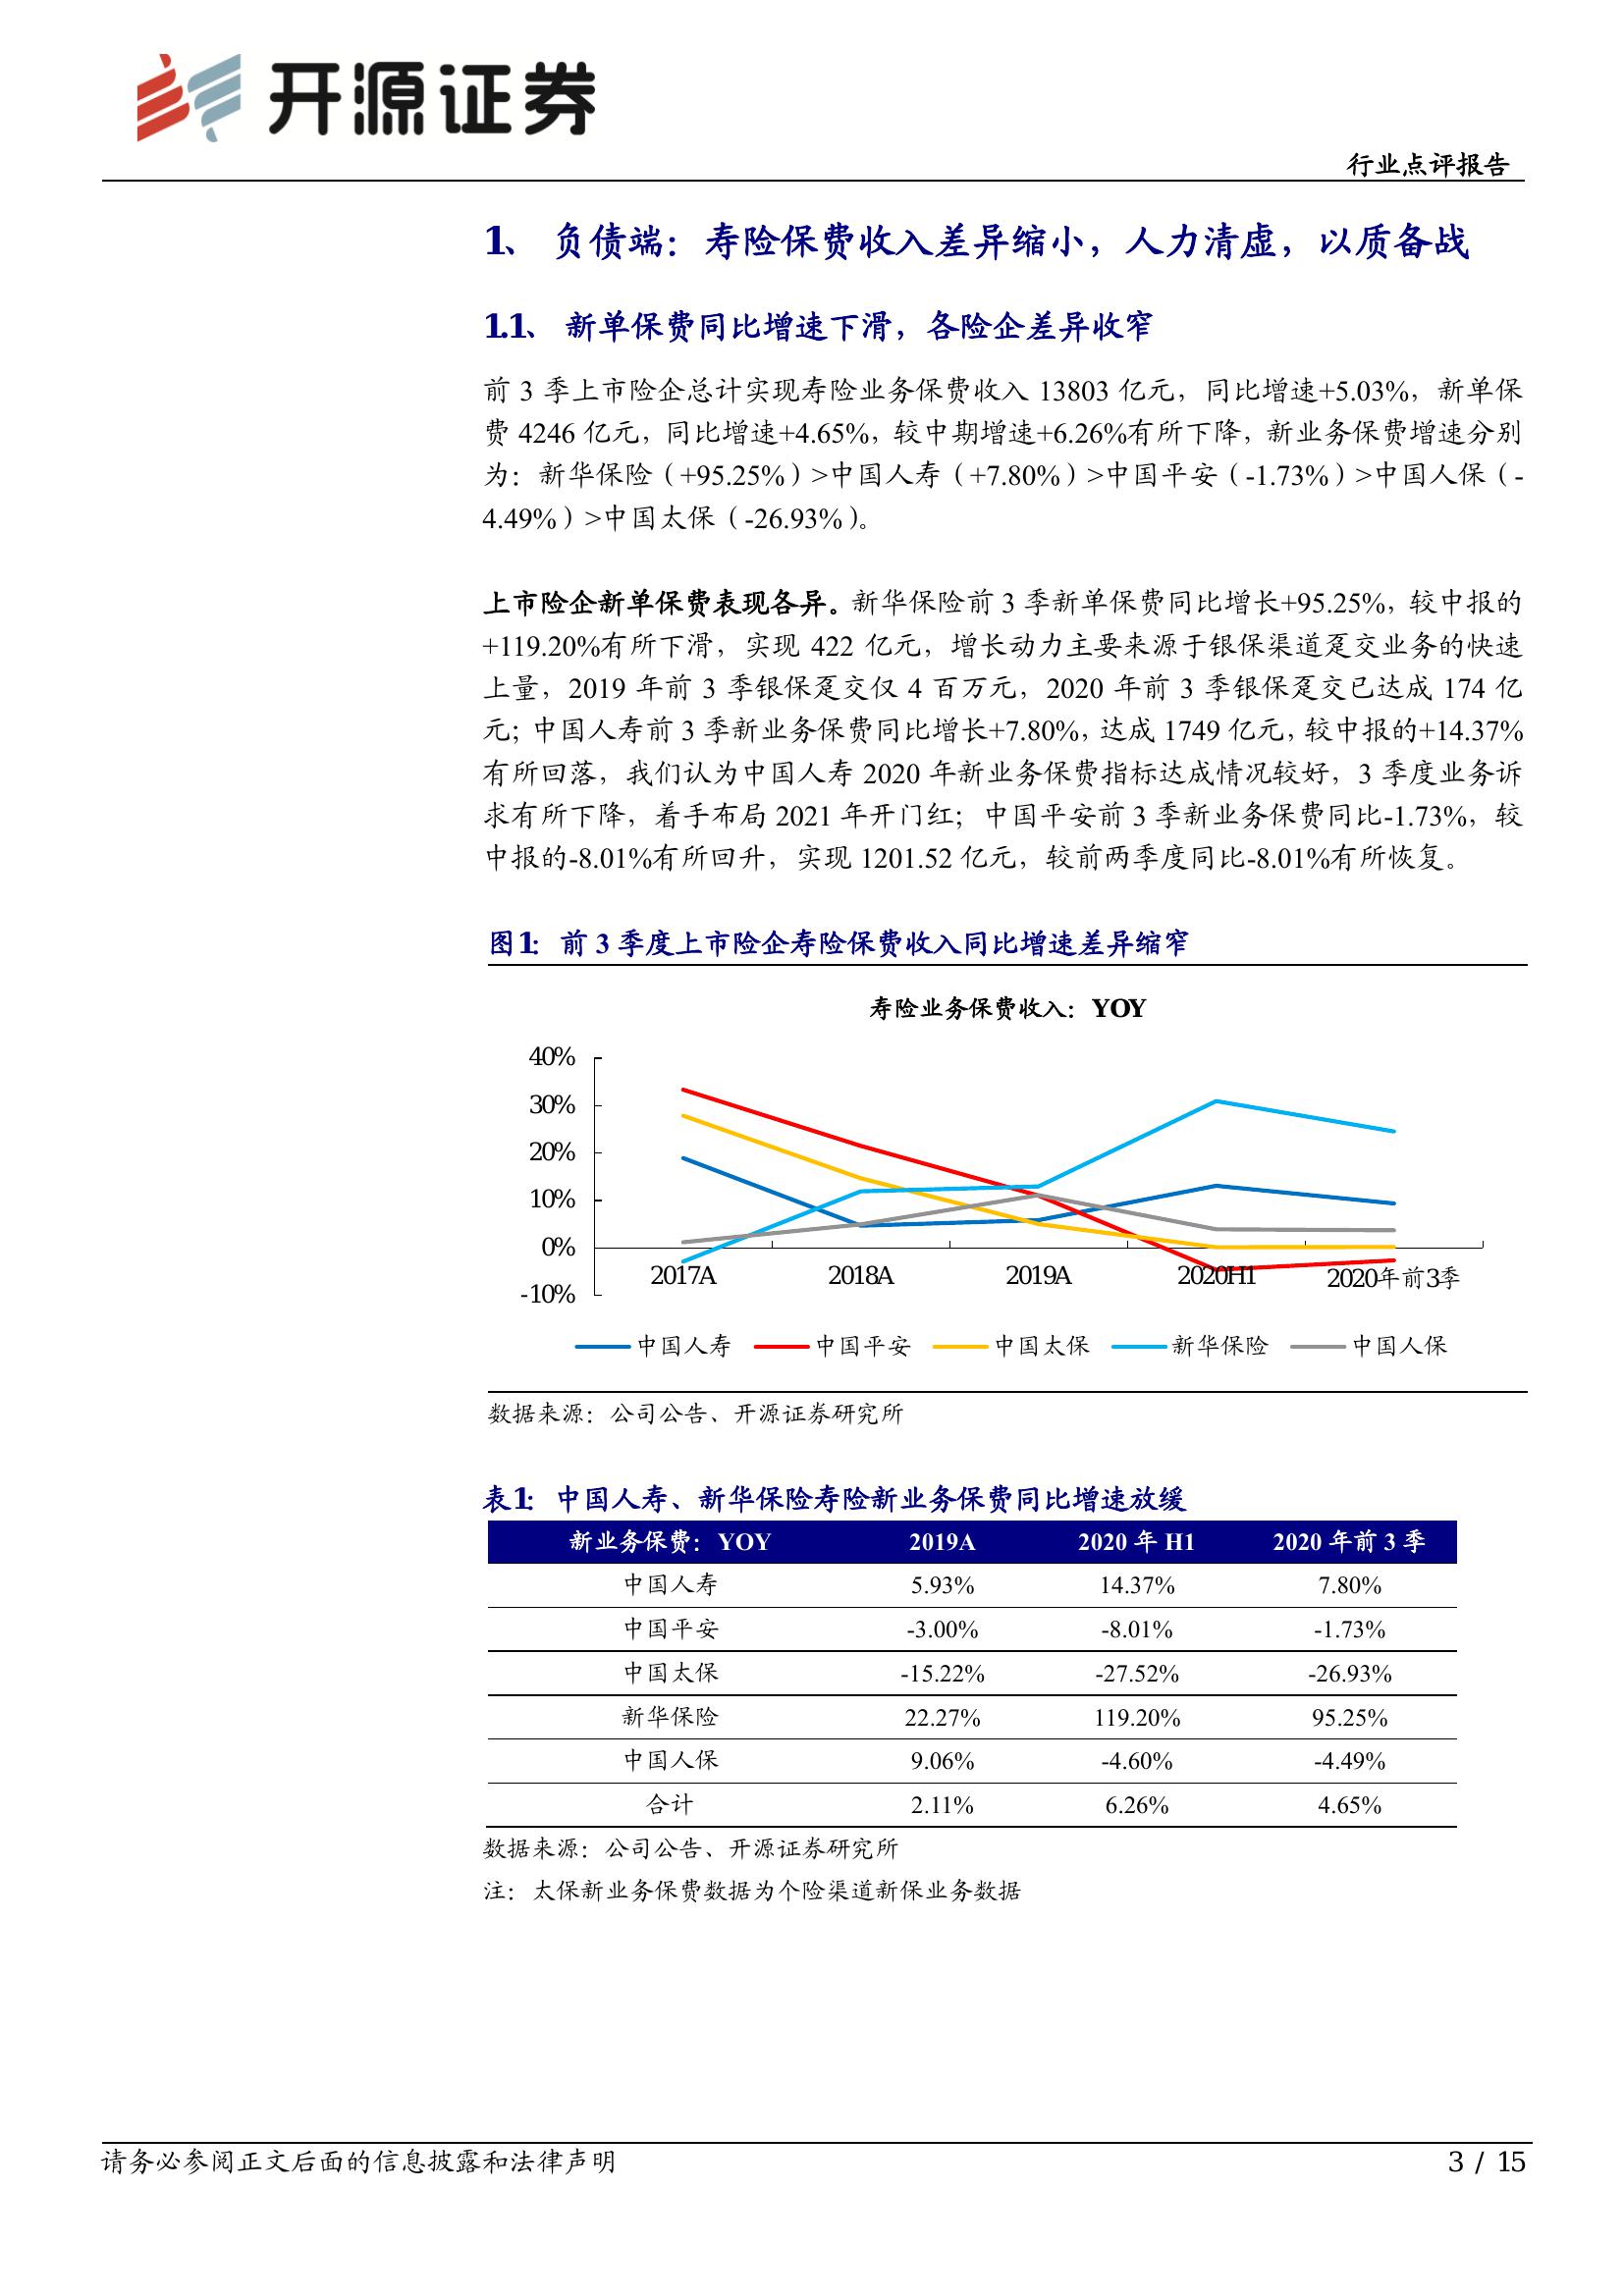 开源证券
行业点评报告
1、 负债端：寿险保费收入差异缩小，人力清虚，以质备战
1.1、 新单保费同比增速下滑，各险企差异收窄
前 3 季上市险企总计实现寿险业务保费收入 13803 亿元，同比增速+5.03%，新单保
费 4246 亿元，同比增速+4.65%，较中期增速+6.26%有所下降，新业务保费增速分别
为：新华保险（+95.25%）>中国人寿（+7.80%）>中国平安（-1.73%）>中国人保（-
4.49%）>中国太保（-26.93%）。
上市险企新单保费表现各异。新华保险前 3 季新单保费同比增长+95.25%，较中报的
+119.20%有所下滑，实现 422 亿元，增长动力主要来源于银保渠道趸交业务的快速
上量，2019 年前 3 季银保趸交仅 4 百万元，2020 年前 3 季银保趸交已达成 174 亿
元；中国人寿前 3 季新业务保费同比增长+7.80%，达成 1749 亿元，较中报的+14.37%
有所回落，我们认为中国人寿 2020 年新业务保费指标达成情况较好，3 季度业务诉
求有所下降，着手布局 2021 年开门红；中国平安前 3 季新业务保费同比-1.73%，较
中报的-8.01%有所回升，实现 1201.52 亿元，较前两季度同比-8.01%有所恢复。
图1： 前 3 季度上市险企寿险保费收入同比增速差异缩窄
寿险业务保费收入：YOY
40%
30%
20%
10%
0%
-10%
2017A 2018A 2019A 2020H1 2020年前3季
中国人寿 中国平安 中国太保 新华保险 中国人保
数据来源：公司公告、开源证券研究所
表1： 中国人寿、新华保险寿险新业务保费同比增速放缓
新业务保费：YOY 2019A 2020 年 H1 2020 年前 3 季
中国人寿 5.93% 14.37% 7.80%
中国平安 -3.00% -8.01% -1.73%
中国太保 -15.22% -27.52% -26.93%
新华保险 22.27% 119.20% 95.25%
中国人保 9.06% -4.60% -4.49%
合计 2.11% 6.26% 4.65%
数据来源：公司公告、开源证券研究所
注：太保新业务保费数据为个险渠道新保业务数据
请务必参阅正文后面的信息披露和法律声明 3 / 15